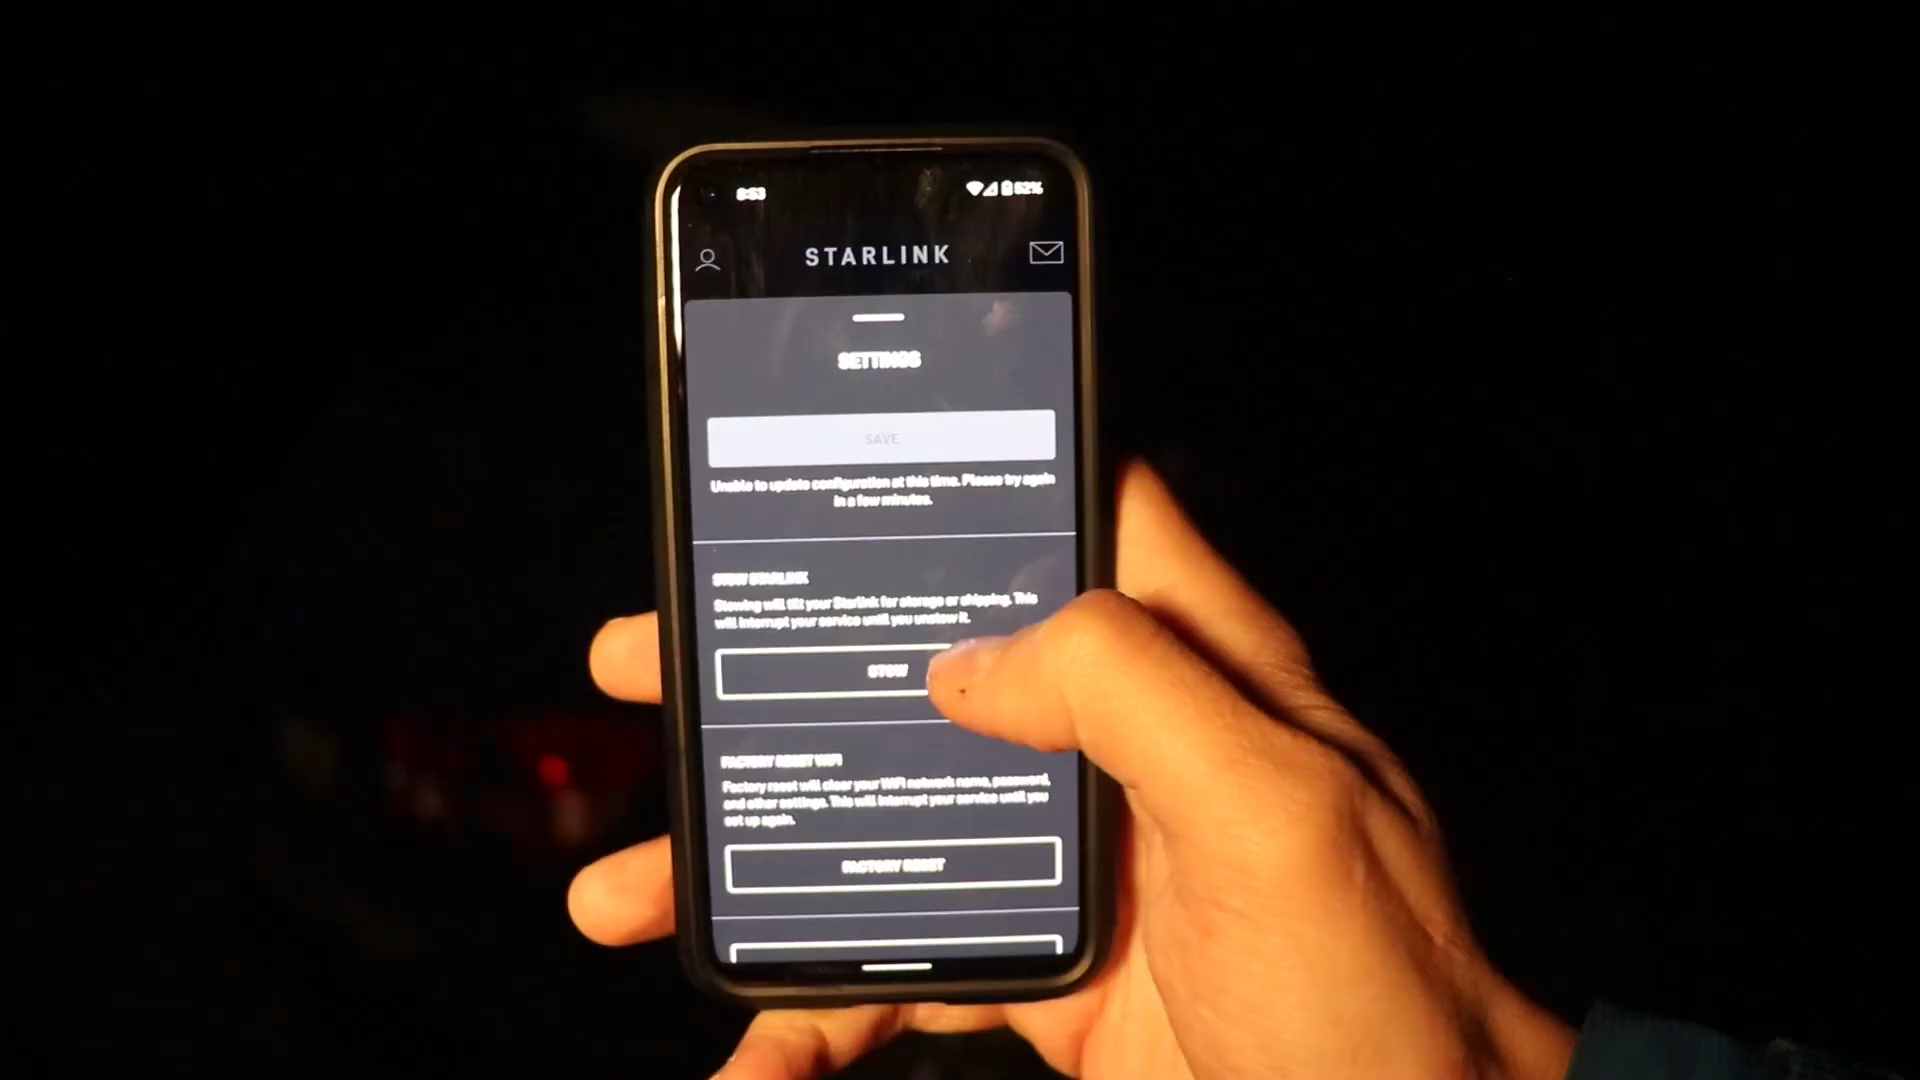 8:53
52%
STARLINK
SETTINGS
SAVE
Unable to update configuration at this time. Please try again
in a few minutes.
STOW STARLINK
Stowing will tilt your Starlink for storage or shipping. This
will interrupt your service until you unstow it.
STOW
FACTORY RESET WIFI
Factory reset will clear your WiFi network name, password,
and other settings. This will interrupt your service until you
set up again.
FACTORY RESET